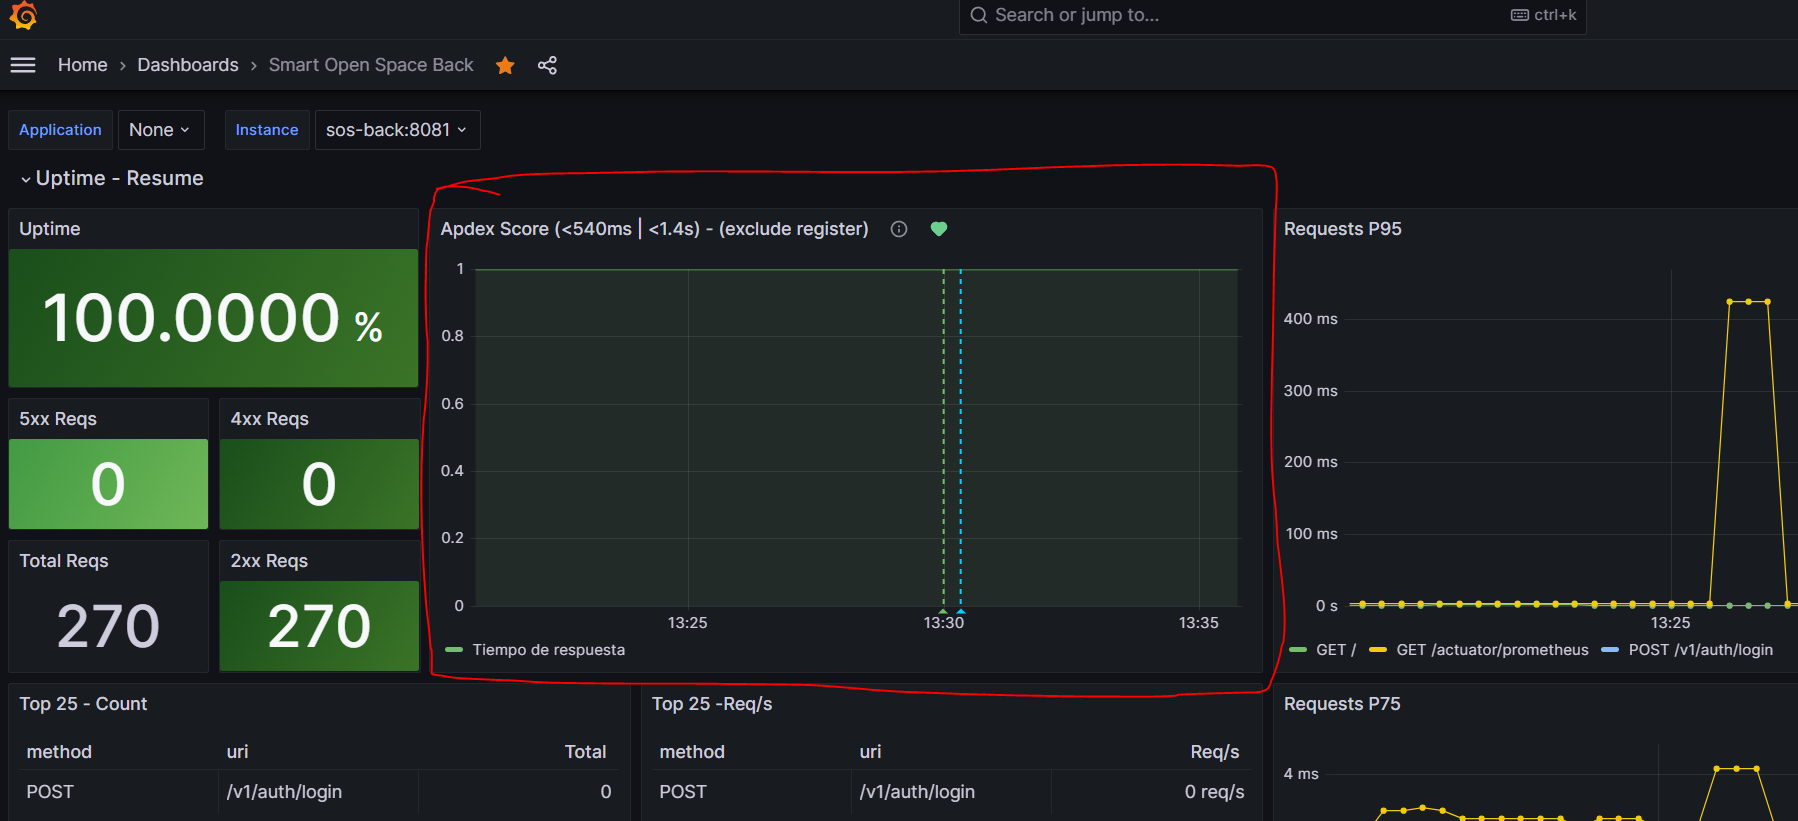 Search or jump to...
ctrl+k
Home > Dashboards > Smart Open Space Back
Application
None
Instance
sos-back:8081
Uptime - Resume
Uptime
100.0000 %
5xx Reqs
0
4xx Reqs
0
Total Reqs
270
2xx Reqs
270
Apdex Score (<540ms | <1.4s) - (exclude register)
1
0.8
0.6
0.4
0.2
0
13:25
13:30
13:35
Tiempo de respuesta
Requests P95
400 ms
300 ms
200 ms
100 ms
0 s
13:25
GET / GET /actuator/prometheus POST /v1/auth/login
Top 25 - Count
method uri Total
POST /v1/auth/login 0
Top 25 -Req/s
method uri Req/s
POST /v1/auth/login 0 req/s
Requests P75
4 ms